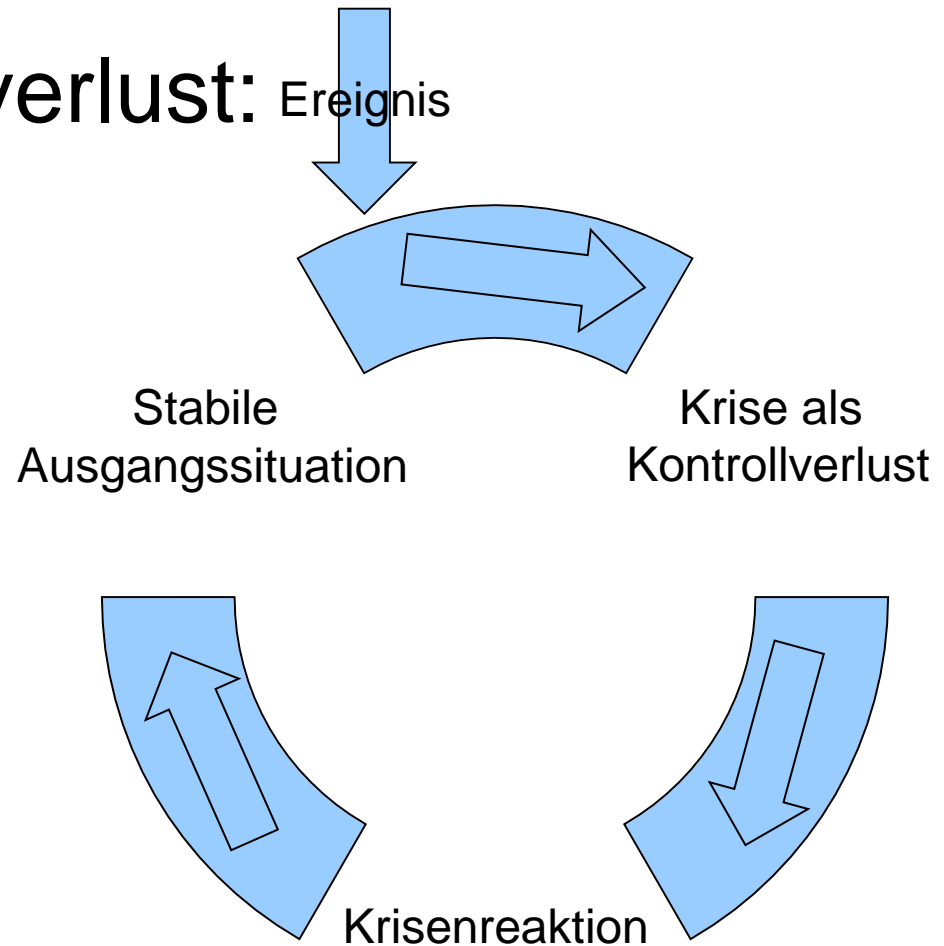 verlust: Ereignis
Stabile
Ausgangssituation
Krise als
Kontrollverlust
Krisenreaktion